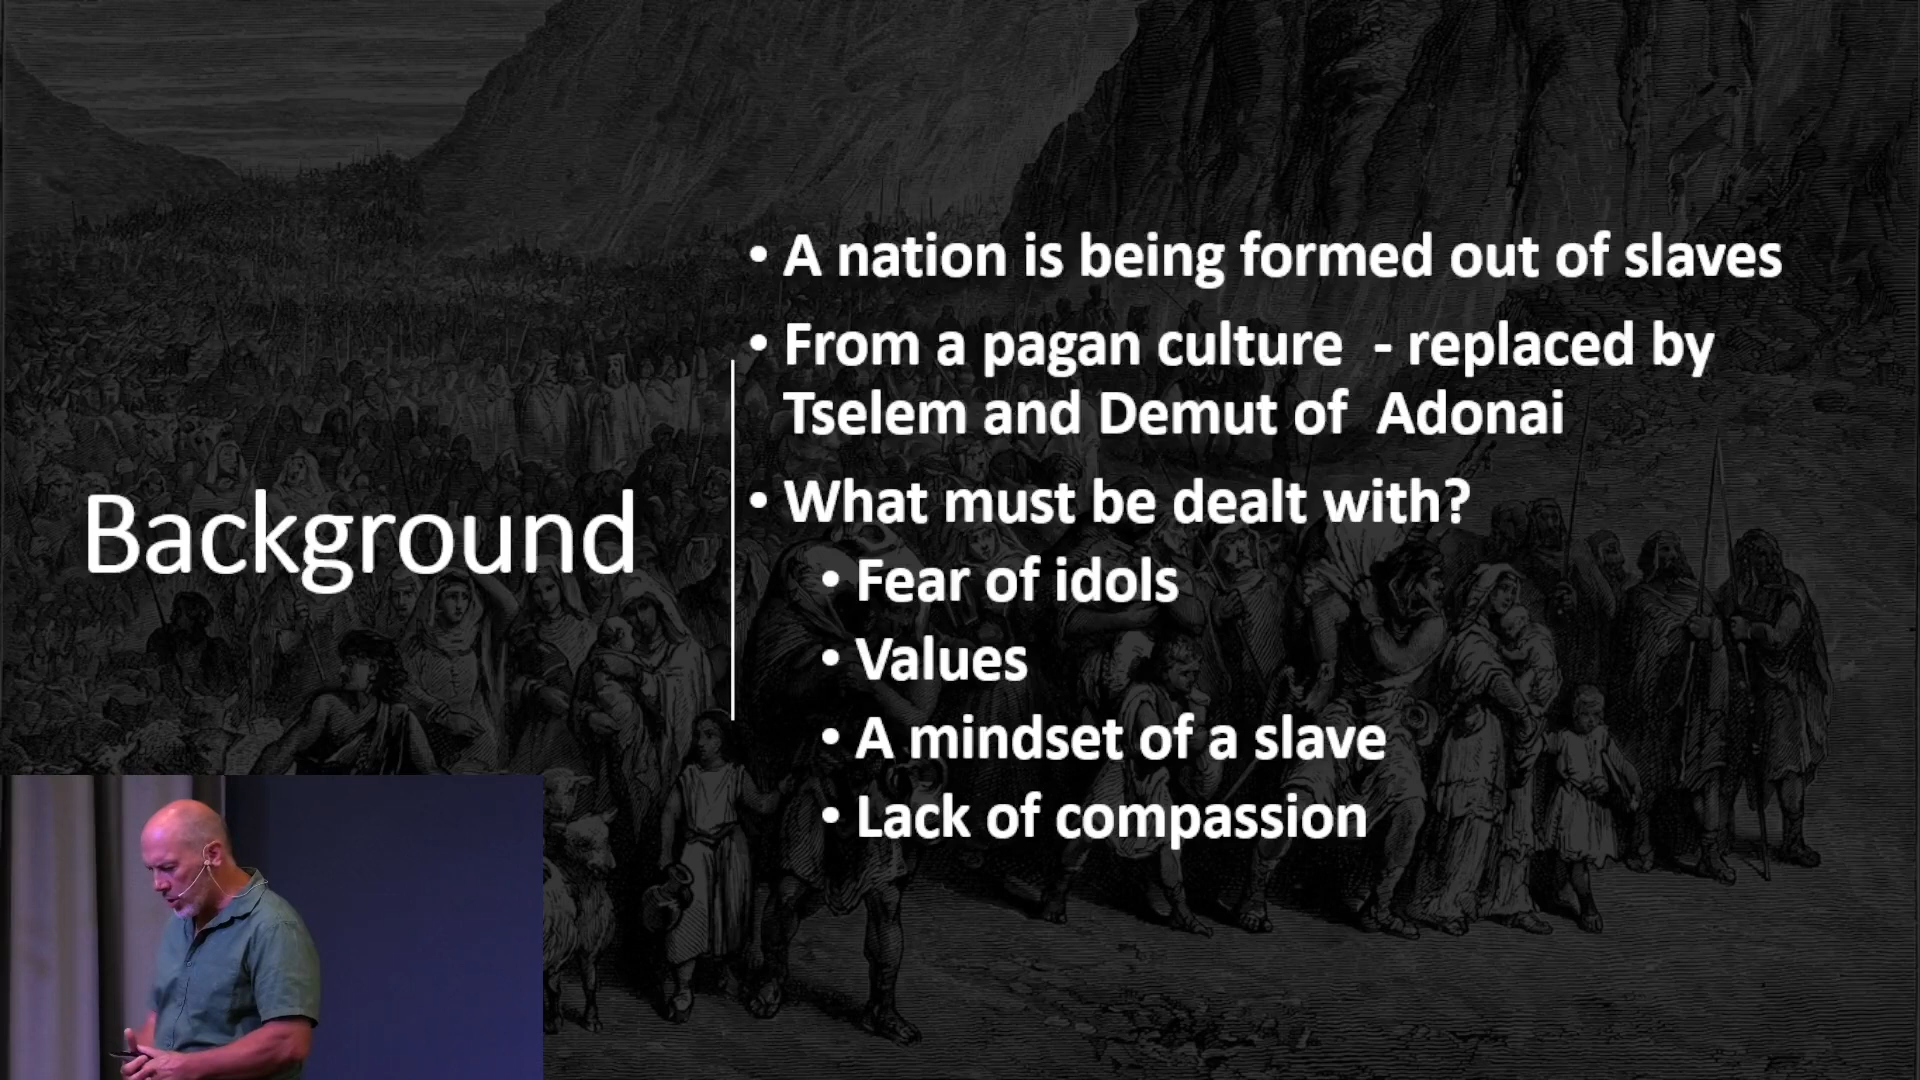 Background
• A nation is being formed out of slaves
• From a pagan culture - replaced by
Tselem and Demut of Adonai
• What must be dealt with?
• Fear of idols
• Values
• A mindset of a slave
• Lack of compassion